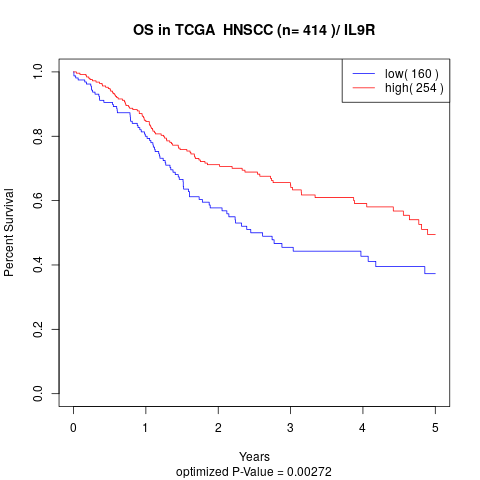 OS in TCGA  HNSCC (n= 414 )/ IL9R
low( 160 )
high( 254 )
Percent Survival
1.0
0.8
0.6
0.4
0.2
0.0
0 1 2 3 4 5
Years
optimized P-Value = 0.00272